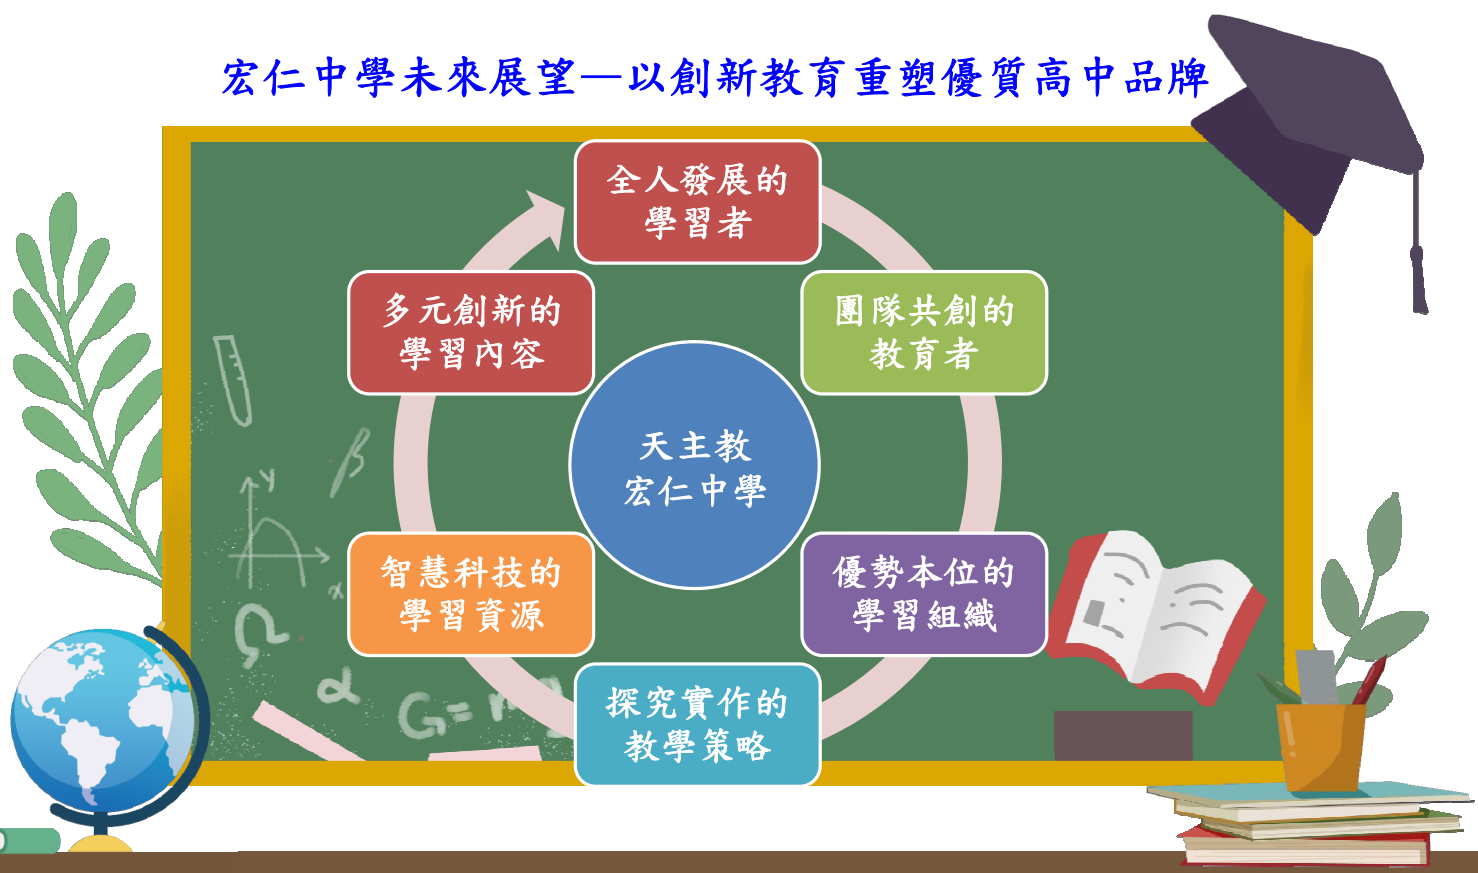 宏仁中學未來展望—以創新教育重塑優質高中品牌
全人發展的
學習者
團隊共創的
教育者
優勢本位的
學習組織
探究實作的
教學策略
智慧科技的
學習資源
多元創新的
學習內容
天主教
宏仁中學
β
y
x
Ω
α
G=mg